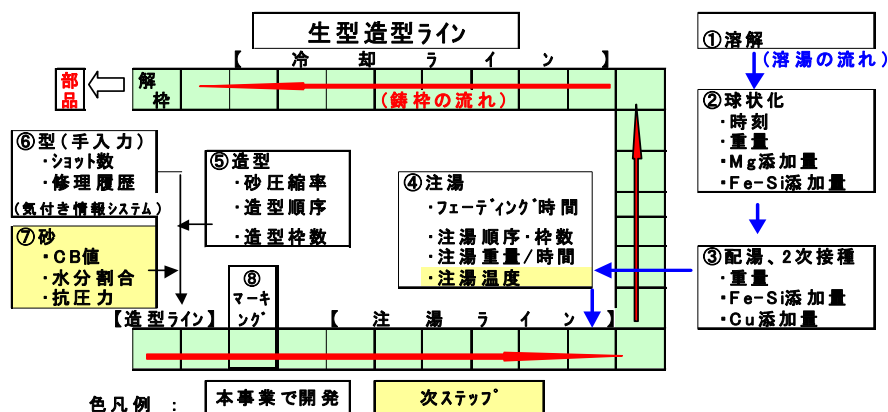 生型造型ライン
【冷却ライン】
①溶解
(溶湯の流れ)
部品
解枠
(鋳枠の流れ)
②球状化
・時刻
・重量
・Mg添加量
・Fe-Si添加量
⑥型(手入力)
・ショット数
・修理履歴
(気付き情報システム)
⑤造型
・砂圧縮率
・造型順序
・造型枠数
④注湯
・フェーディング時間
・注湯順序・枠数
・注湯重量/時間
・注湯温度
⑦砂
・CB値
・水分割合
・抗圧力
⑧
マーキ
ング
③配湯、2次接種
・重量
・Fe-Si添加量
・Cu添加量
【造型ライン】
【注湯ライン】
色凡例:
本事業で開発
次ステップ